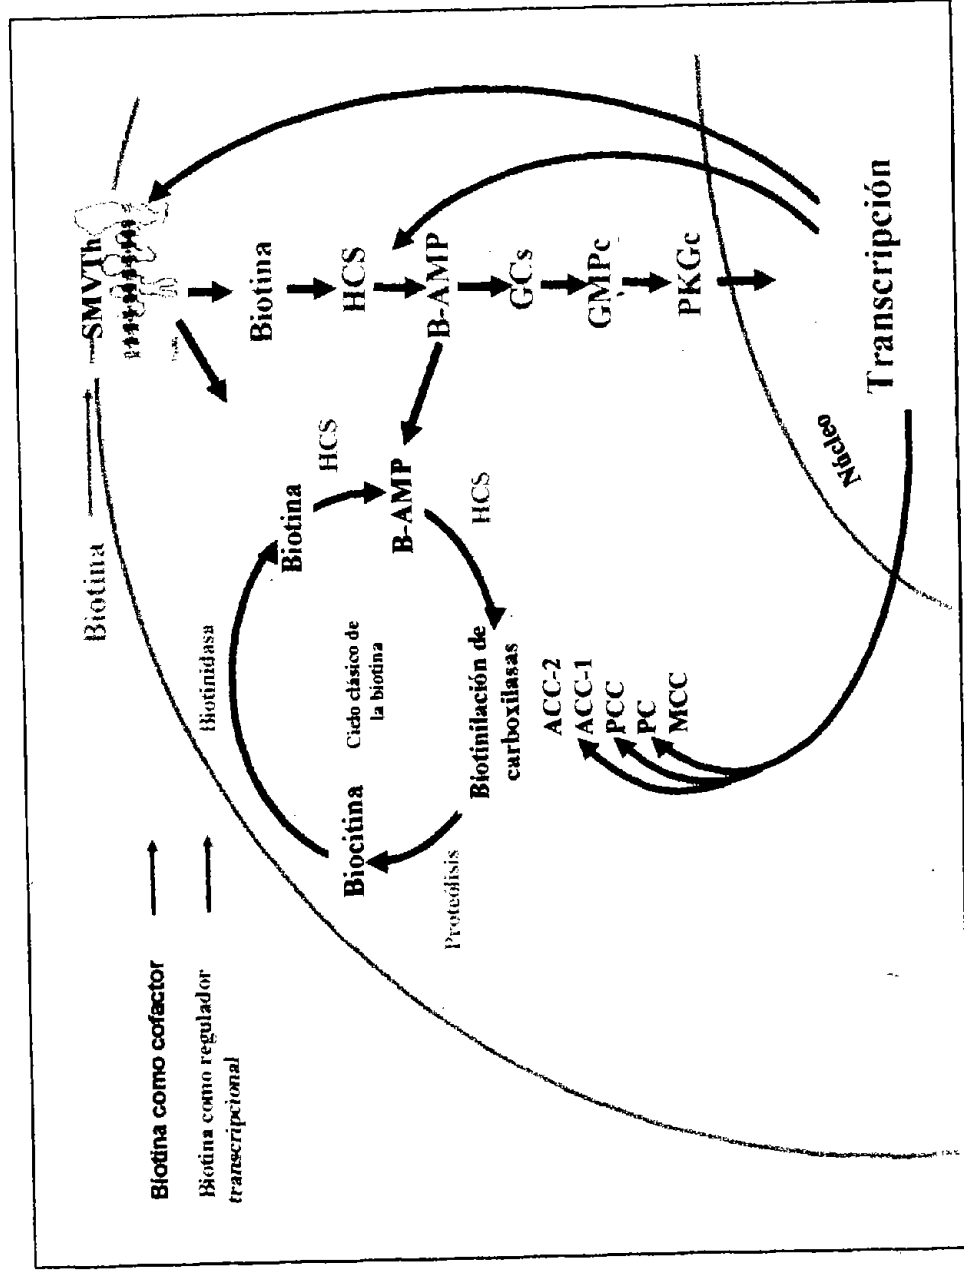 Biotina como cofactor
Biotina como regulador
transcripcional
Biotina
SMVTh
Biotinidasa
Biotina
Biotina
HCS
HCS
Biocitina
Ciclo clásico de
la biotina
B-AMP
B-AMP
Proteólisis
HCS
GCs
Biotinilación de
carboxilasas
GMPc
ACC-2
ACC-1
PCC
PC
MCC
PKGc
Núcleo
Transcripción